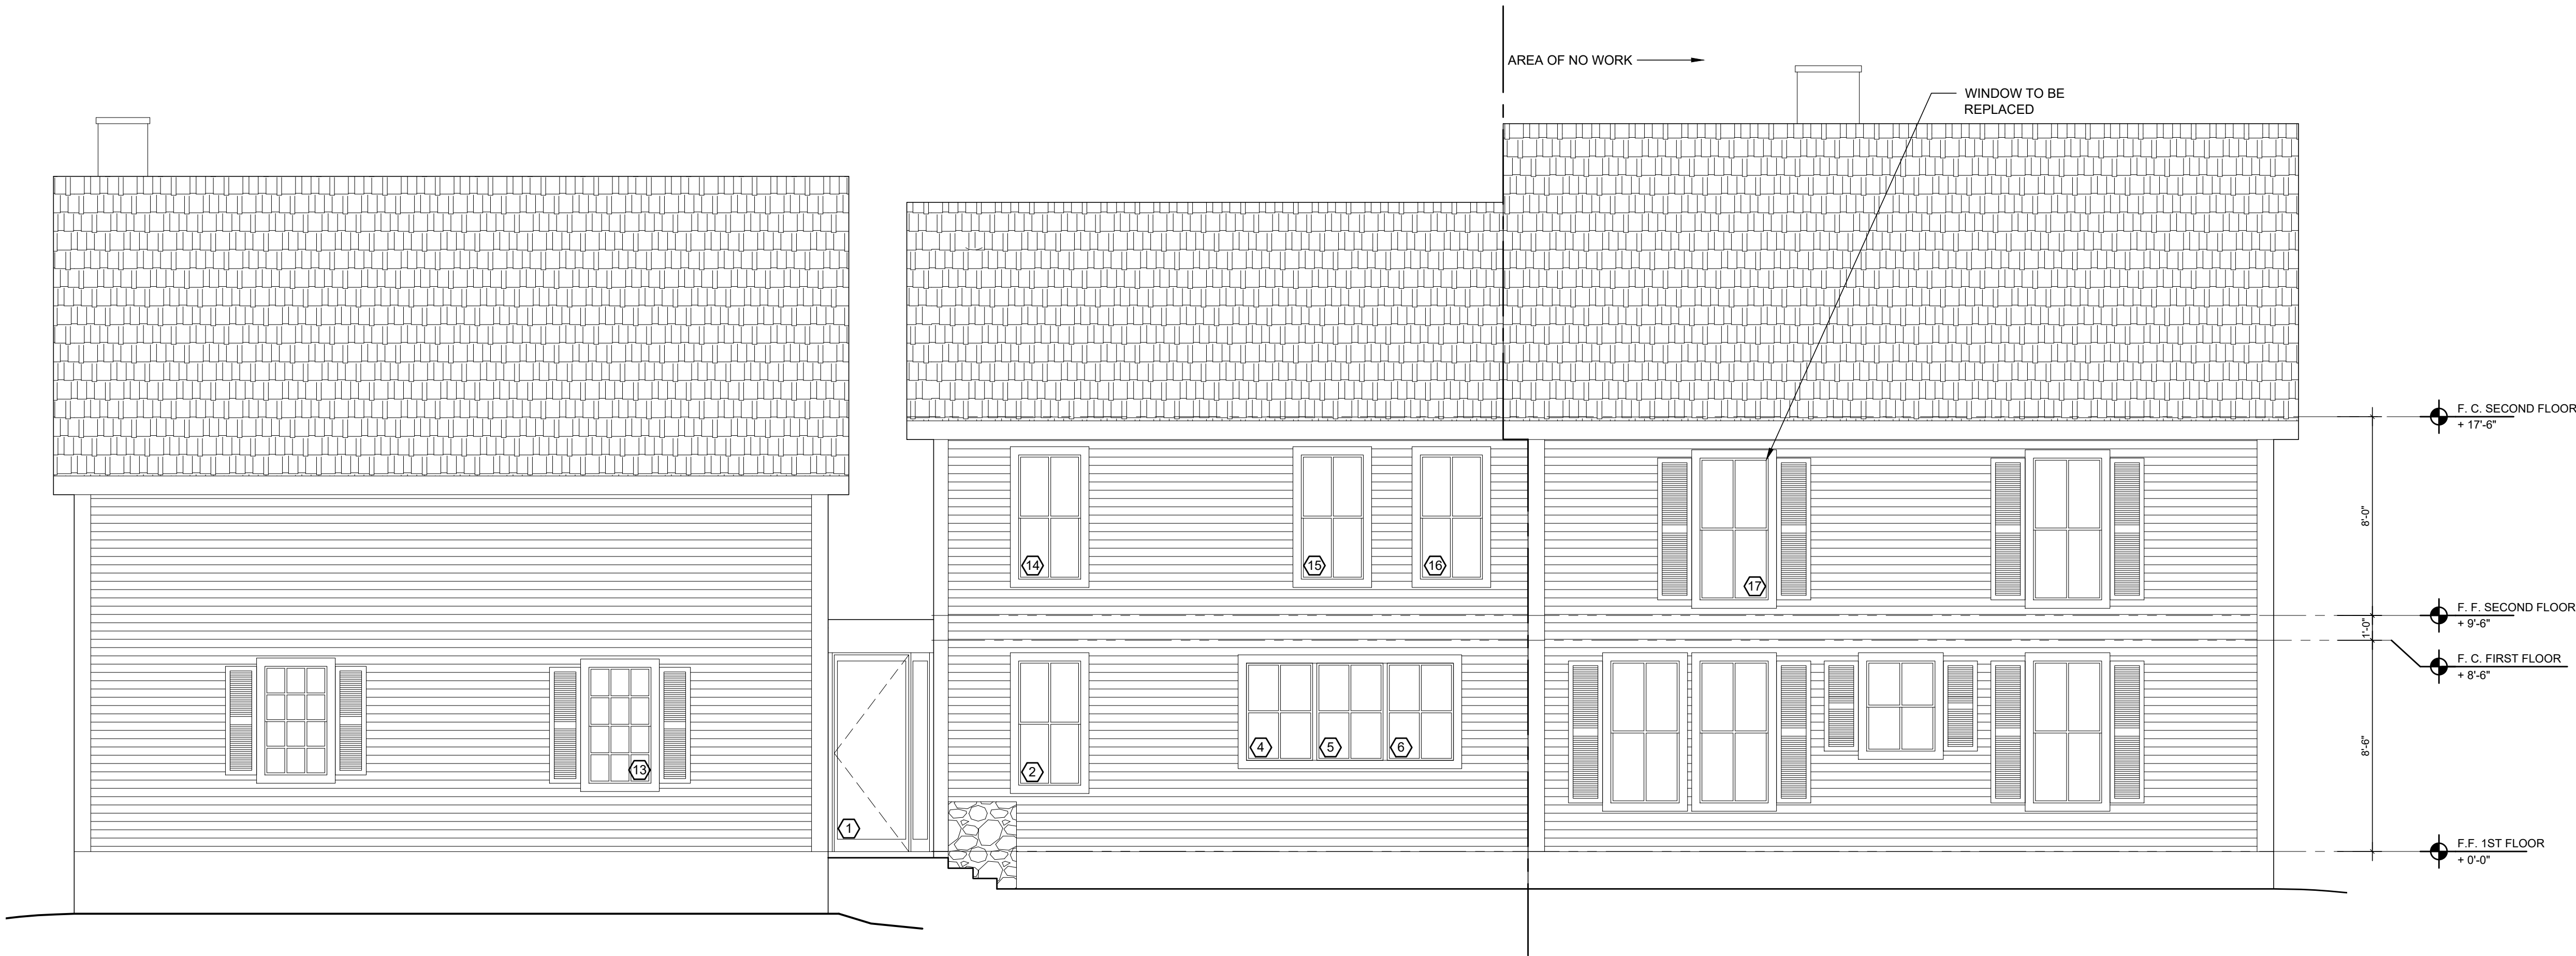 AREA OF NO WORK
WINDOW TO BE
REPLACED
F. C. SECOND FLOOR
+ 17'-6"
8'-0"
14
15
16
17
F. F. SECOND FLOOR
+ 9'-6"
1'-0"
F. C. FIRST FLOOR
+ 8'-6"
8'-6"
13
1
2
4
5
6
F.F. 1ST FLOOR
+ 0'-0"